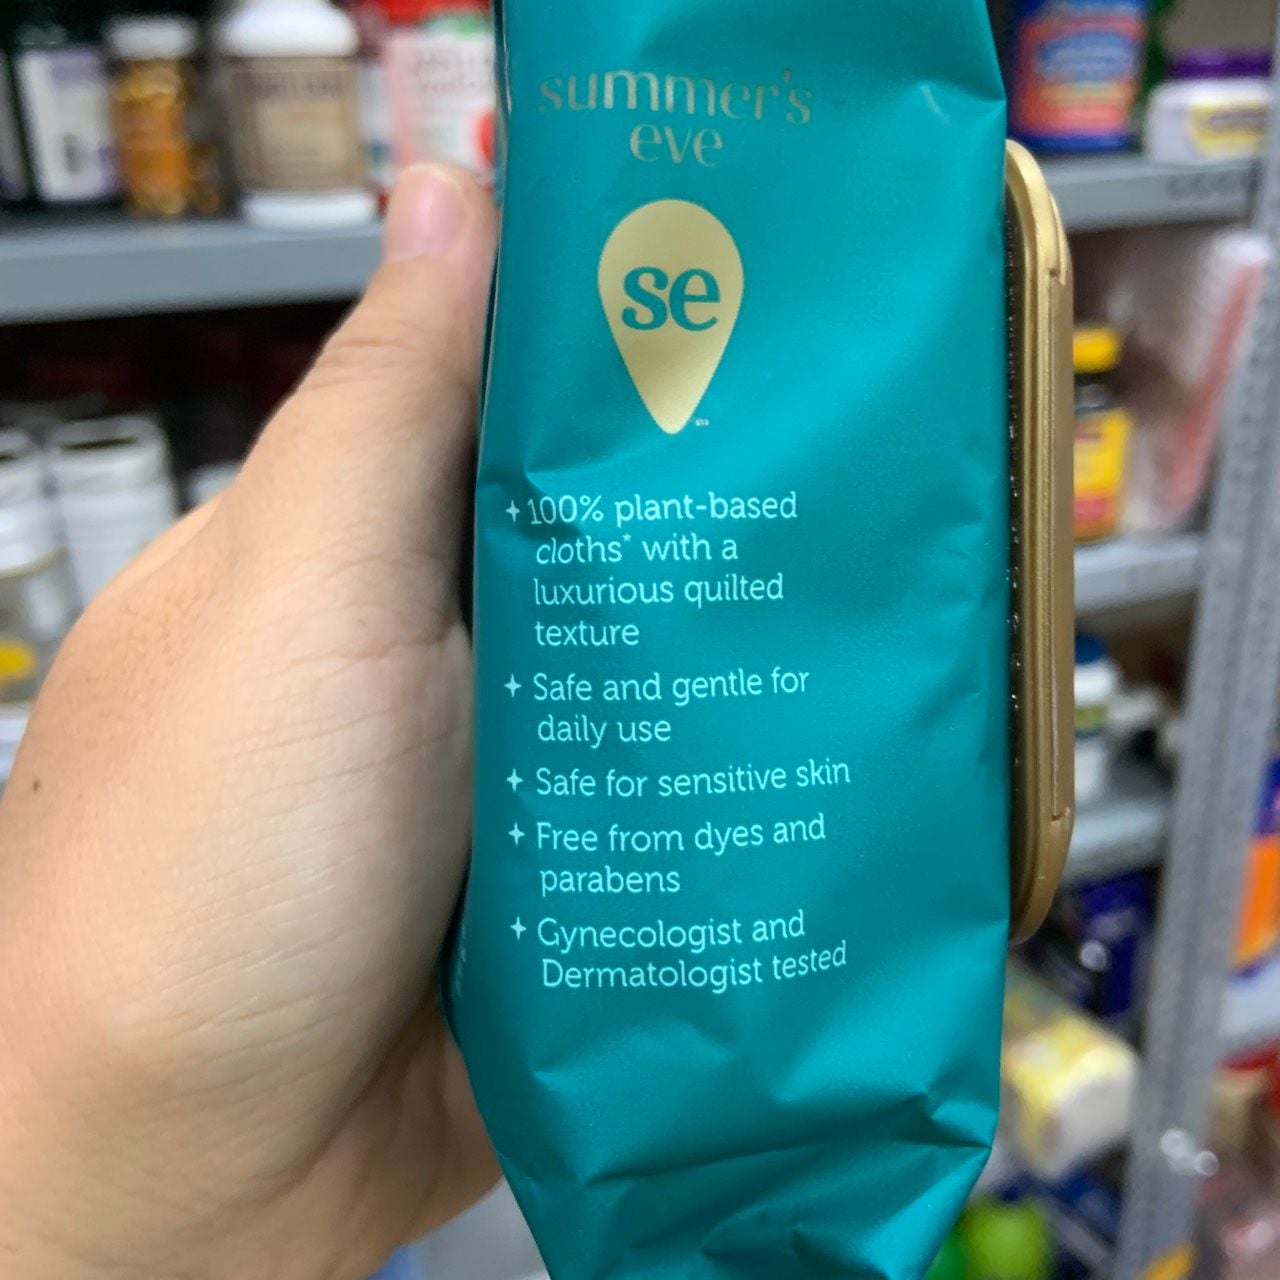 summer's
eve
se
✦ 100% plant-based
cloths* with a
luxurious quilted
texture
✦ Safe and gentle for
daily use
✦ Safe for sensitive skin
✦ Free from dyes and
parabens
✦ Gynecologist and
Dermatologist tested